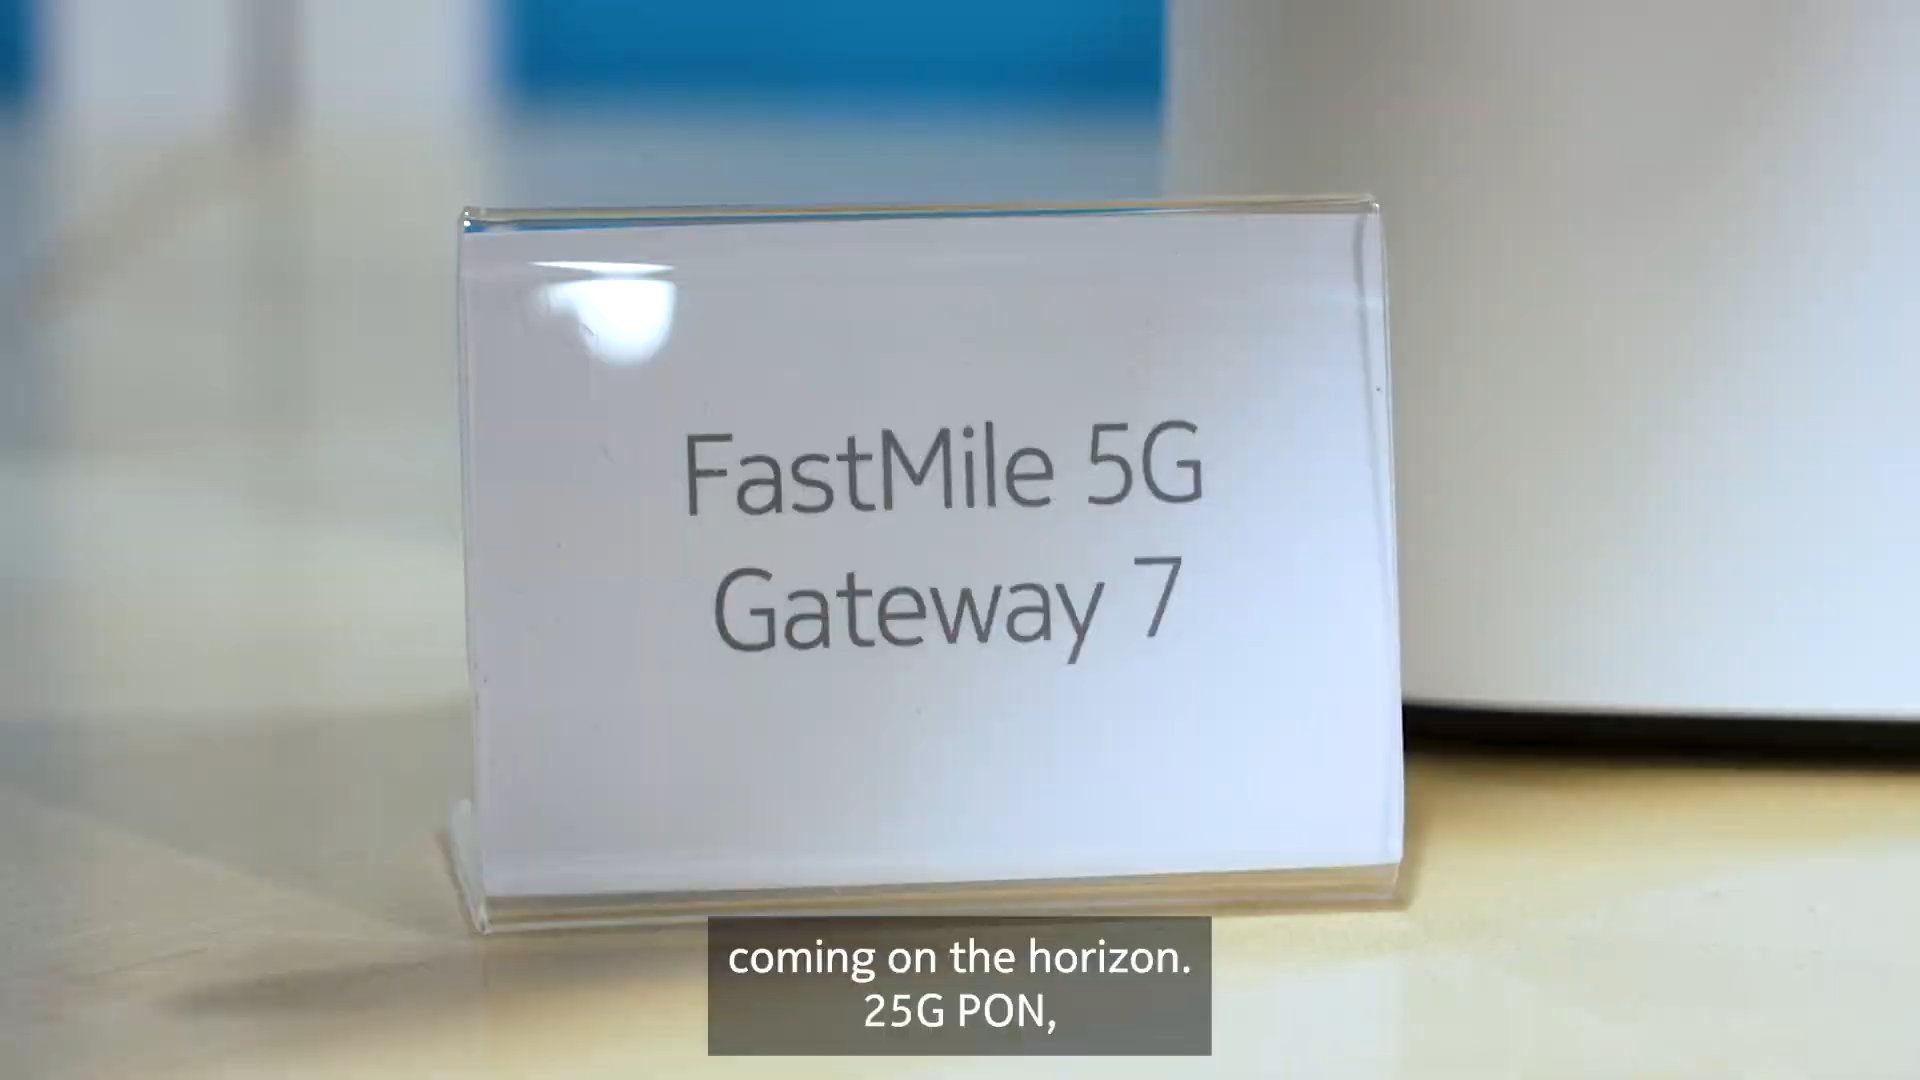 FastMile 5G
Gateway 7
coming on the horizon.
25G PON,